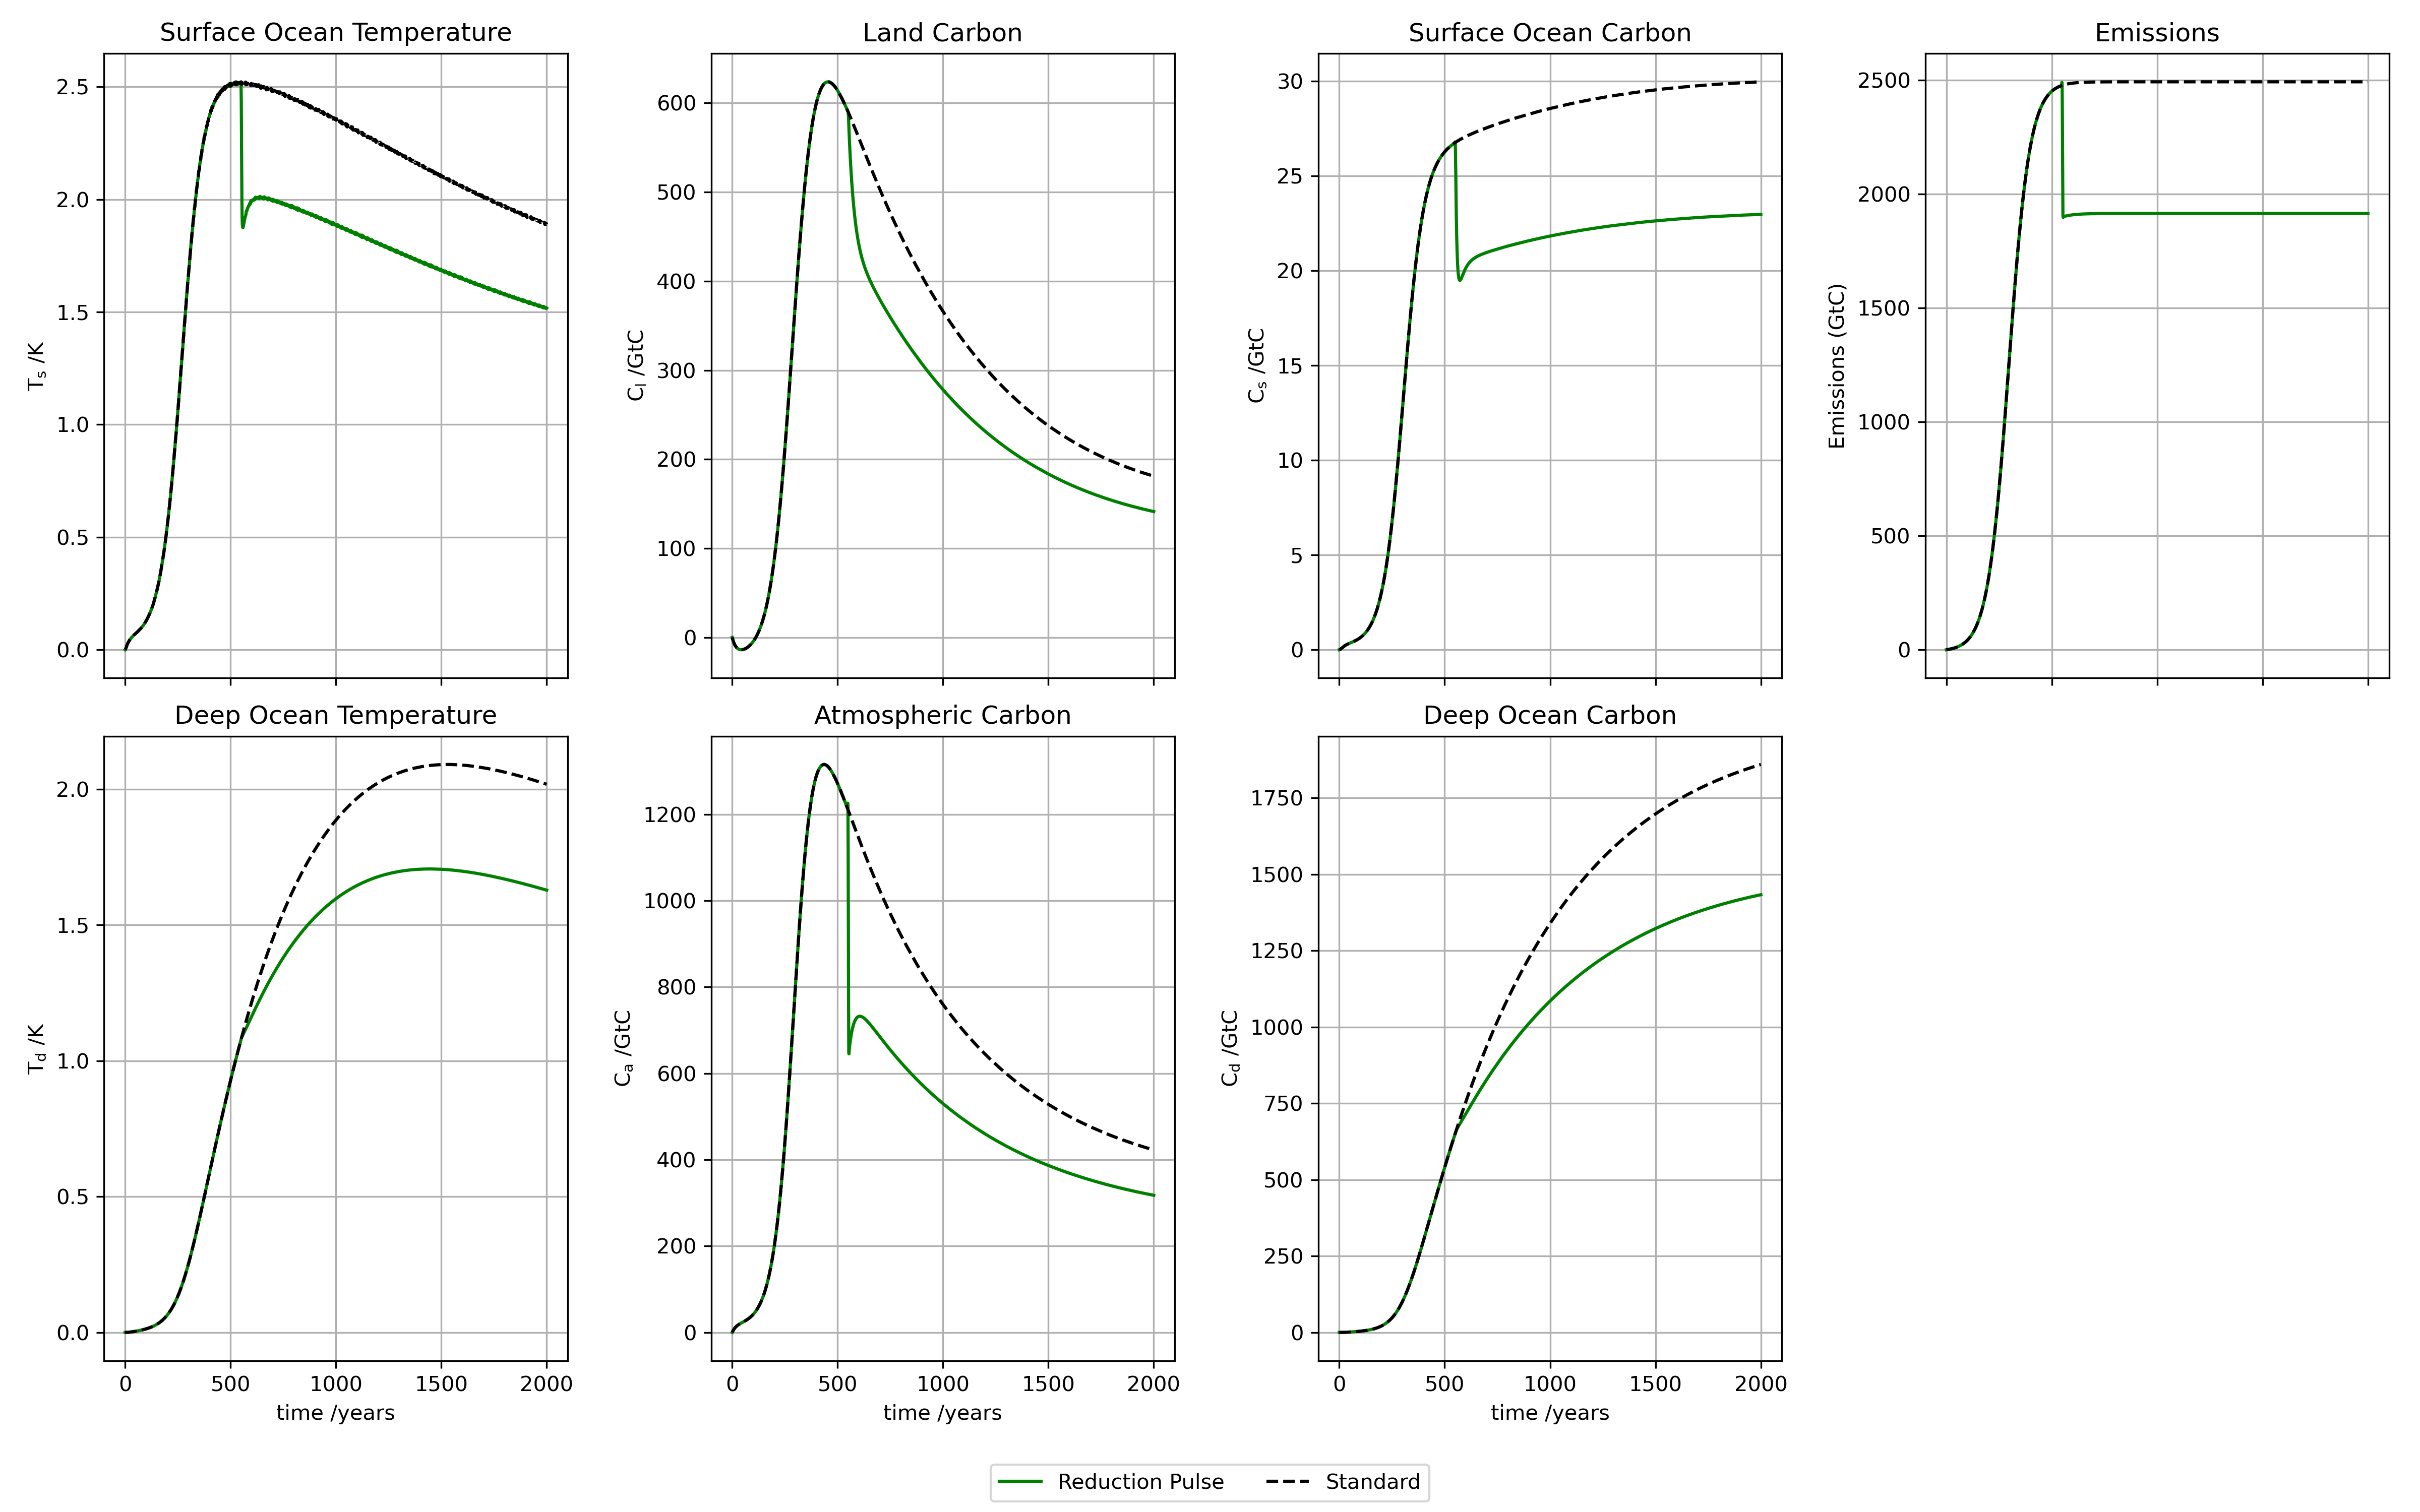 Surface Ocean Temperature
2.5
2.0
1.5
1.0
0.5
0.0
Tₛ /K
Land Carbon
600
500
400
300
200
100
0
Cₗ /GtC
Surface Ocean Carbon
30
25
20
15
10
5
0
Cₛ /GtC
Emissions
2500
2000
1500
1000
500
0
Emissions (GtC)
Deep Ocean Temperature
2.0
1.5
1.0
0.5
0.0
T_d /K
0 500 1000 1500 2000
time /years
Atmospheric Carbon
1200
1000
800
600
400
200
0
Cₐ /GtC
0 500 1000 1500 2000
time /years
Deep Ocean Carbon
1750
1500
1250
1000
750
500
250
0
C_d /GtC
0 500 1000 1500 2000
time /years
Reduction Pulse Standard